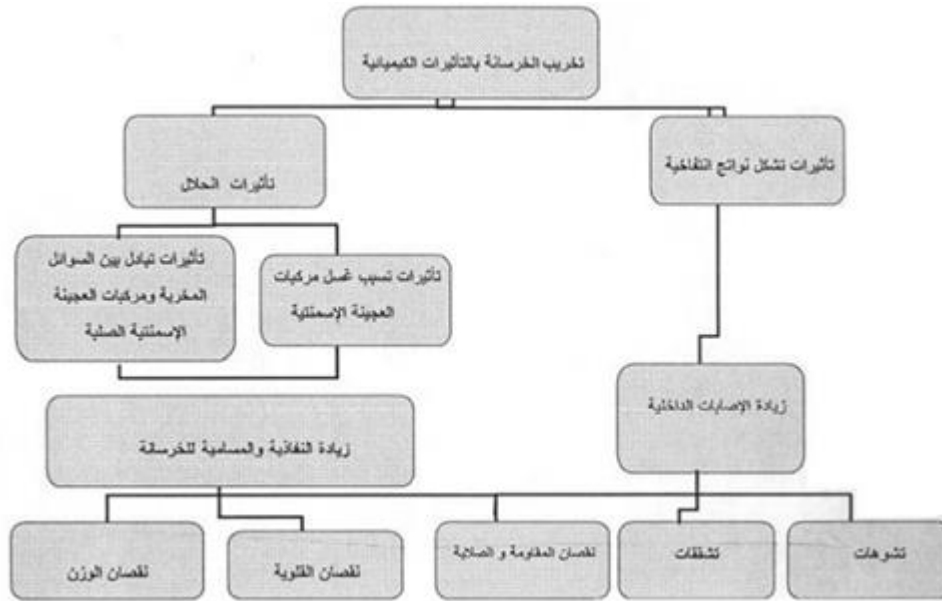 تخريب الخرسانة بالتأثيرات الكيميائية
تأثيرات تشكل نواتج انتفاخية
تأثيرات الحلال
تأثيرات تسبب غسل مركبات
العجينة الإسمنتية
تأثيرات تبادل بين السوائل
المخربة ومركبات العجينة
الإسمنتية الصلبة
زيادة الإصابات الداخلية
زيادة النفاذية والمسامية للخرسانة
تشوهات
تشققات
نقصان المقاومة و الصلابة
نقصان القلوية
نقصان الوزن